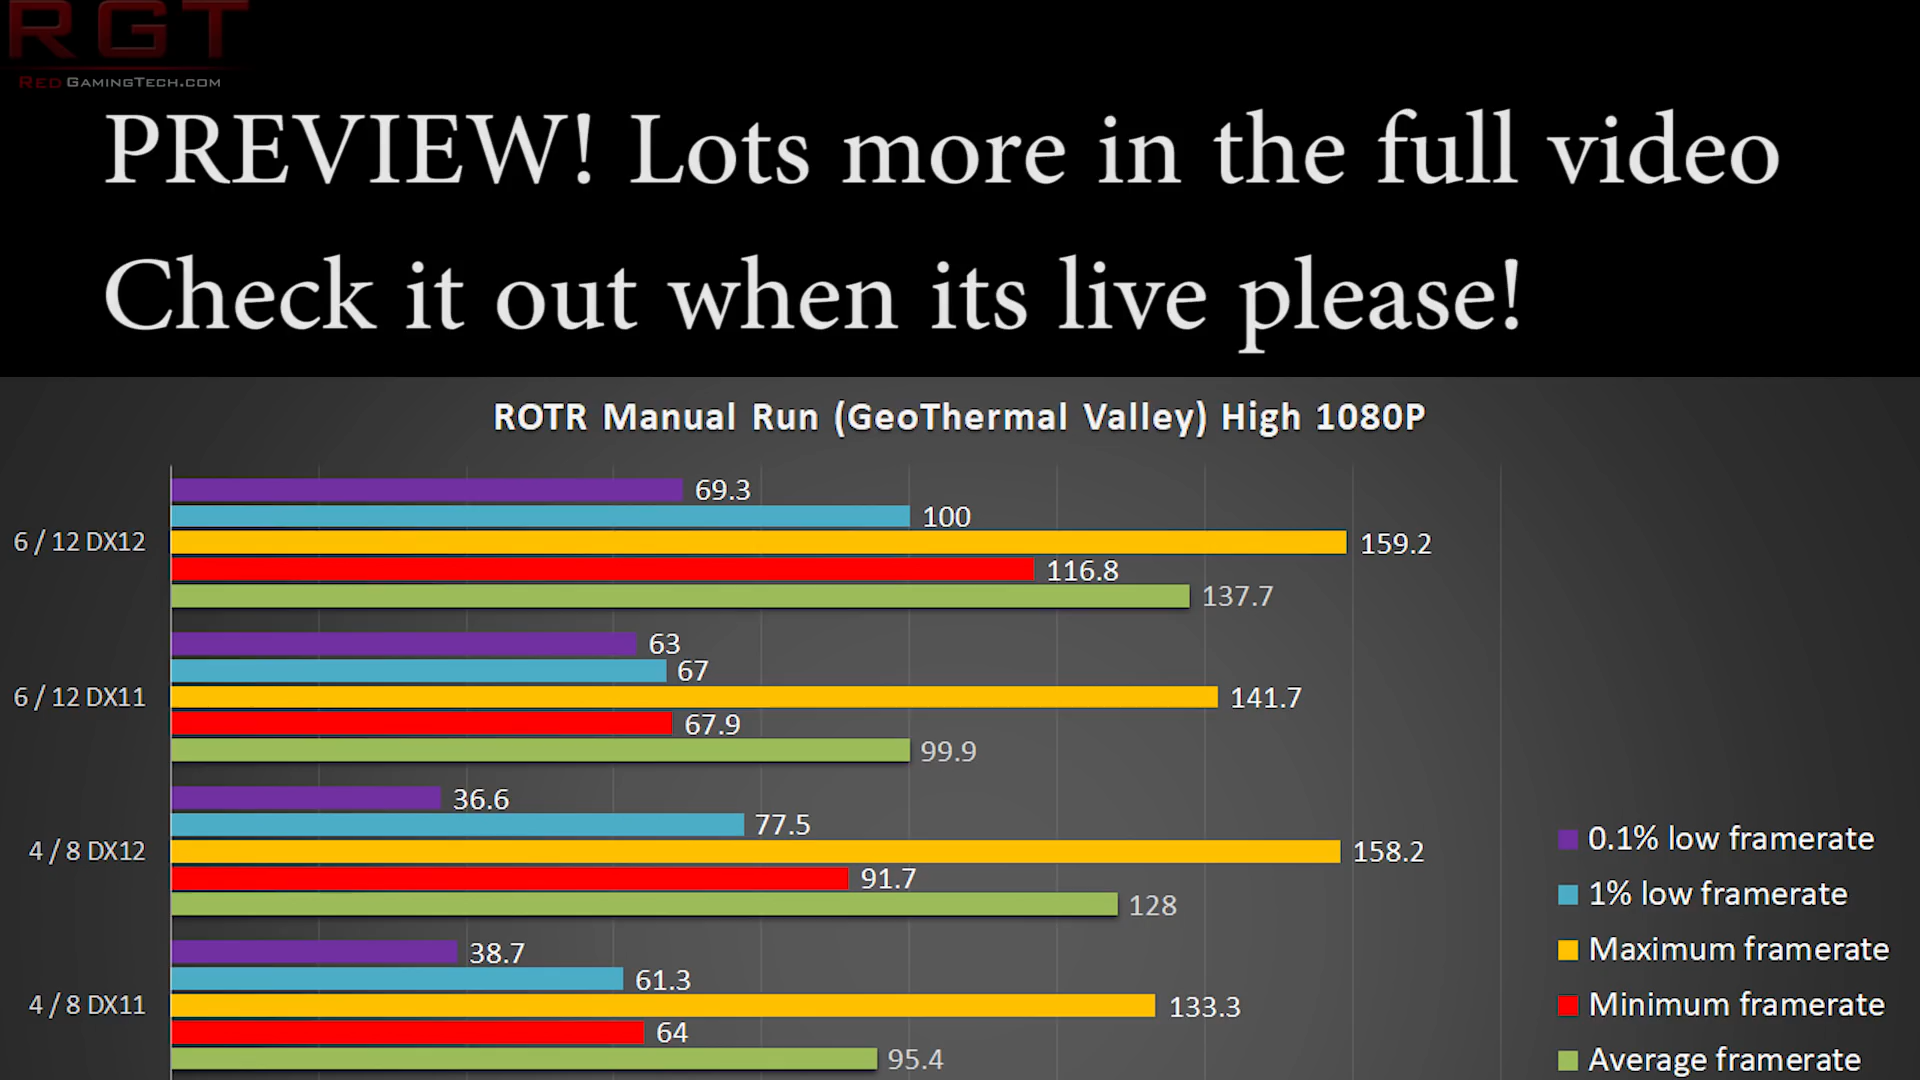 RGT
RED GAMINGTECH.COM
PREVIEW! Lots more in the full video
Check it out when its live please!
ROTR Manual Run (GeoThermal Valley) High 1080P
69.3
100
6 / 12 DX12
159.2
116.8
137.7
63
67
6 / 12 DX11
141.7
67.9
99.9
36.6
77.5
4 / 8 DX12
158.2
91.7
128
38.7
61.3
4 / 8 DX11
133.3
64
95.4
0.1% low framerate
1% low framerate
Maximum framerate
Minimum framerate
Average framerate